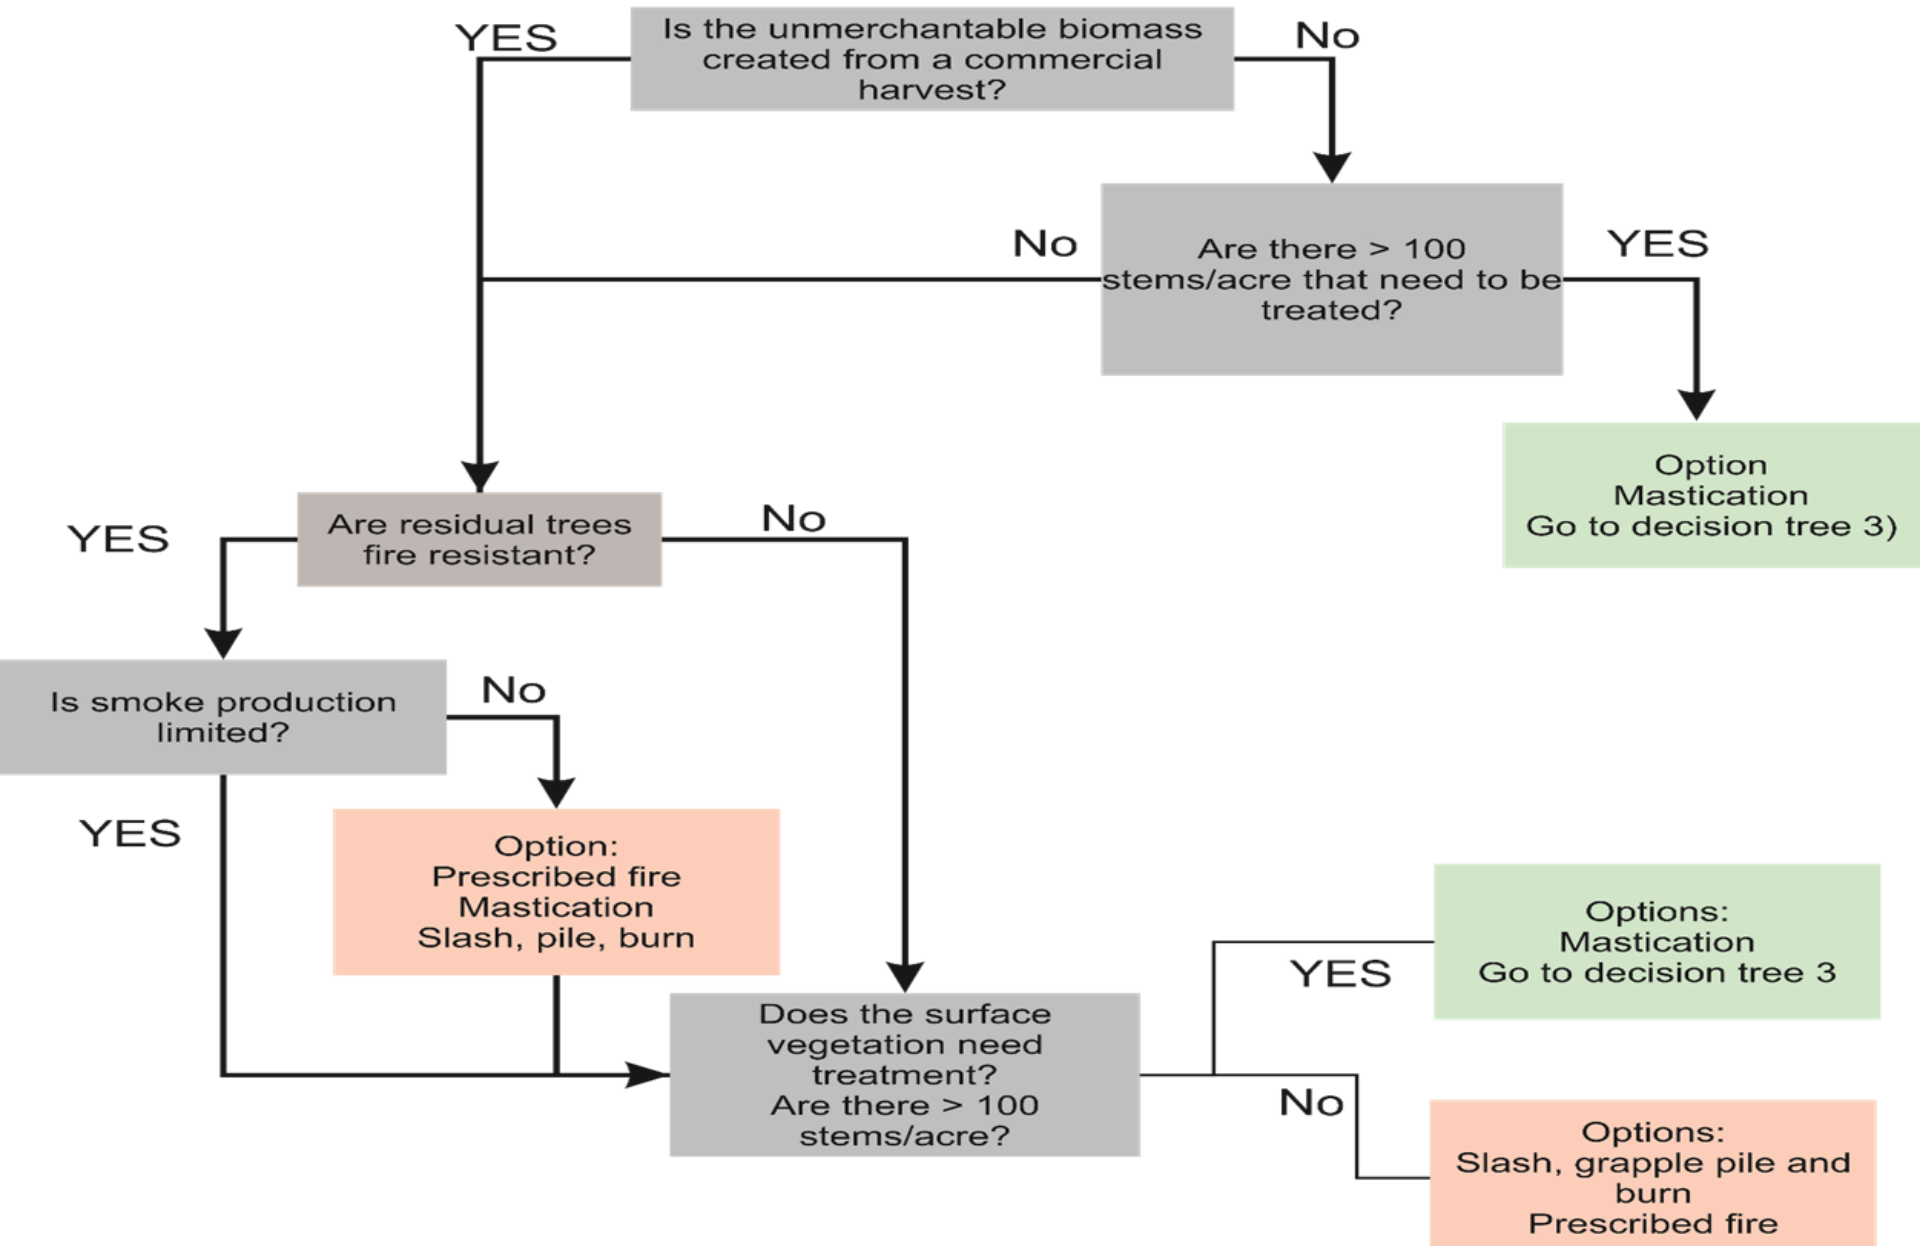 YES
Is the unmerchantable biomass
created from a commercial
harvest?
No
No
Are there > 100
stems/acre that need to be
treated?
YES
Option
Mastication
Go to decision tree 3)
YES
Are residual trees
fire resistant?
No
Is smoke production
limited?
No
YES
Option:
Prescribed fire
Mastication
Slash, pile, burn
Does the surface
vegetation need
treatment?
Are there > 100
stems/acre?
YES
Options:
Mastication
Go to decision tree 3
No
Options:
Slash, grapple pile and
burn
Prescribed fire